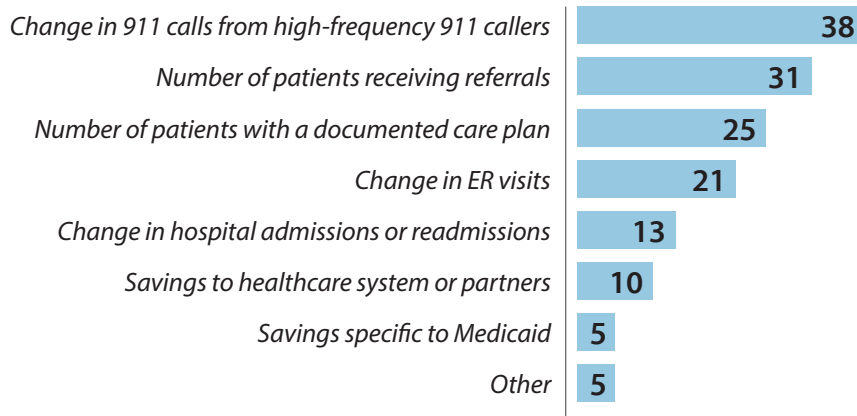 Change in 911 calls from high-frequency 911 callers 38
Number of patients receiving referrals 31
Number of patients with a documented care plan 25
Change in ER visits 21
Change in hospital admissions or readmissions 13
Savings to healthcare system or partners 10
Savings specific to Medicaid 5
Other 5